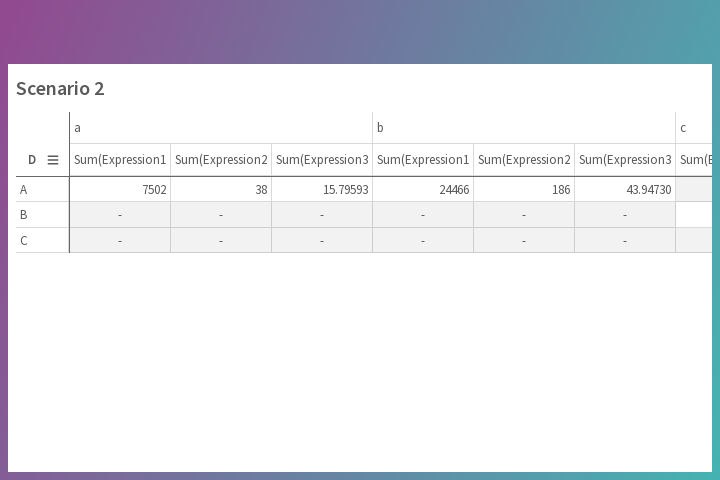 Scenario 2
a b c
D Sum(Expression1 Sum(Expression2 Sum(Expression3 Sum(Expression1 Sum(Expression2 Sum(Expression3 Sum(E
A 7502 38 15.79593 24466 186 43.94730
B - - - - - -
C - - - - - -